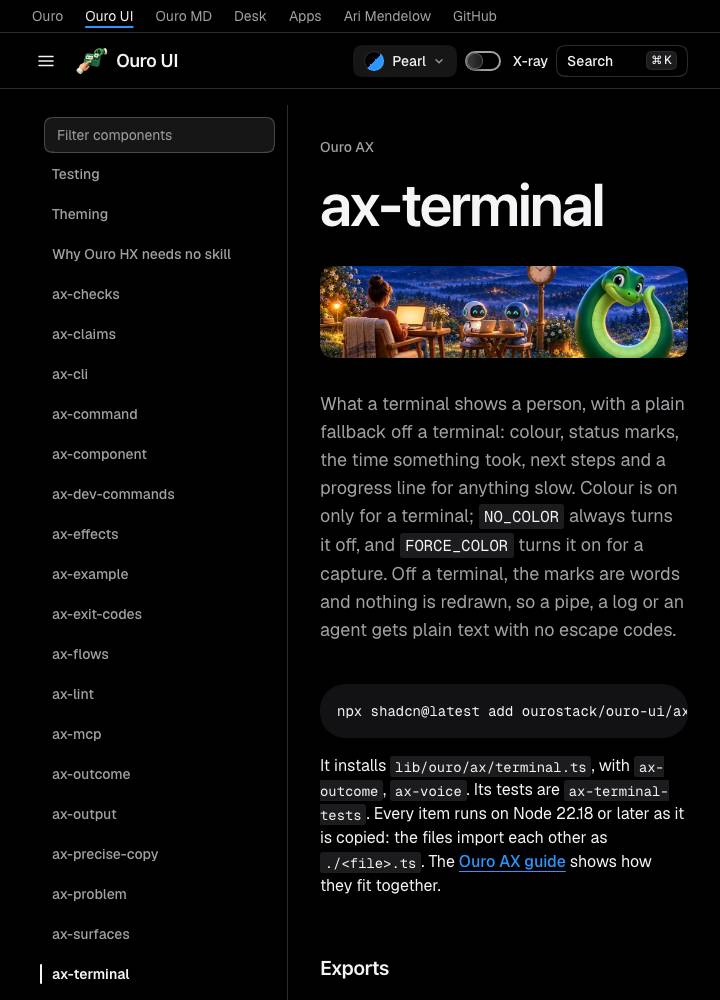 Ouro
Ouro UI
Ouro MD
Desk
Apps
Ari Mendelow
GitHub
Ouro UI
Pearl
X-ray
Search
⌘ K
Filter components
Testing
Theming
Why Ouro HX needs no skill
ax-checks
ax-claims
ax-cli
ax-command
ax-component
ax-dev-commands
ax-effects
ax-example
ax-exit-codes
ax-flows
ax-lint
ax-mcp
ax-outcome
ax-output
ax-precise-copy
ax-problem
ax-surfaces
ax-terminal
Ouro AX
ax-terminal
What a terminal shows a person, with a plain
fallback off a terminal: colour, status marks,
the time something took, next steps and a
progress line for anything slow. Colour is on
only for a terminal; NO_COLOR always turns
it off, and FORCE_COLOR turns it on for a
capture. Off a terminal, the marks are words
and nothing is redrawn, so a pipe, a log or an
agent gets plain text with no escape codes.
npx shadcn@latest add ourostack/ouro-ui/ax
It installs lib/ouro/ax/terminal.ts, with ax-
outcome, ax-voice. Its tests are ax-terminal-
tests. Every item runs on Node 22.18 or later as it
is copied: the files import each other as
./<file>.ts. The Ouro AX guide shows how
they fit together.
Exports